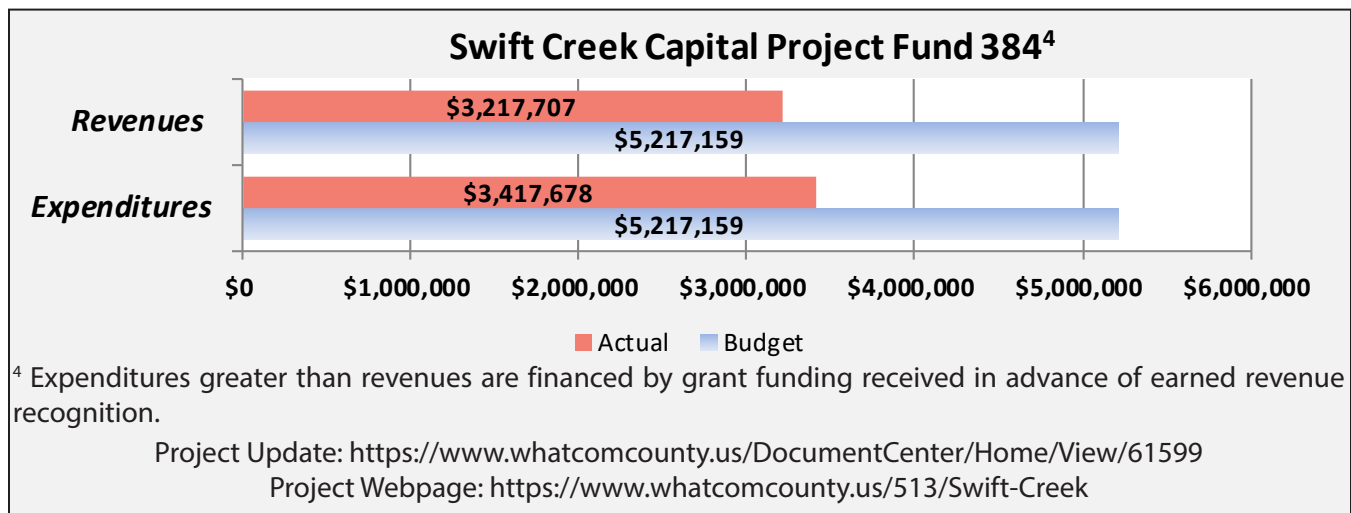 Swift Creek Capital Project Fund 384⁴
Revenues
$3,217,707
$5,217,159
Expenditures
$3,417,678
$5,217,159
$0 $1,000,000 $2,000,000 $3,000,000 $4,000,000 $5,000,000 $6,000,000
Actual Budget
⁴ Expenditures greater than revenues are financed by grant funding received in advance of earned revenue
recognition.
Project Update: https://www.whatcomcounty.us/DocumentCenter/Home/View/61599
Project Webpage: https://www.whatcomcounty.us/513/Swift-Creek